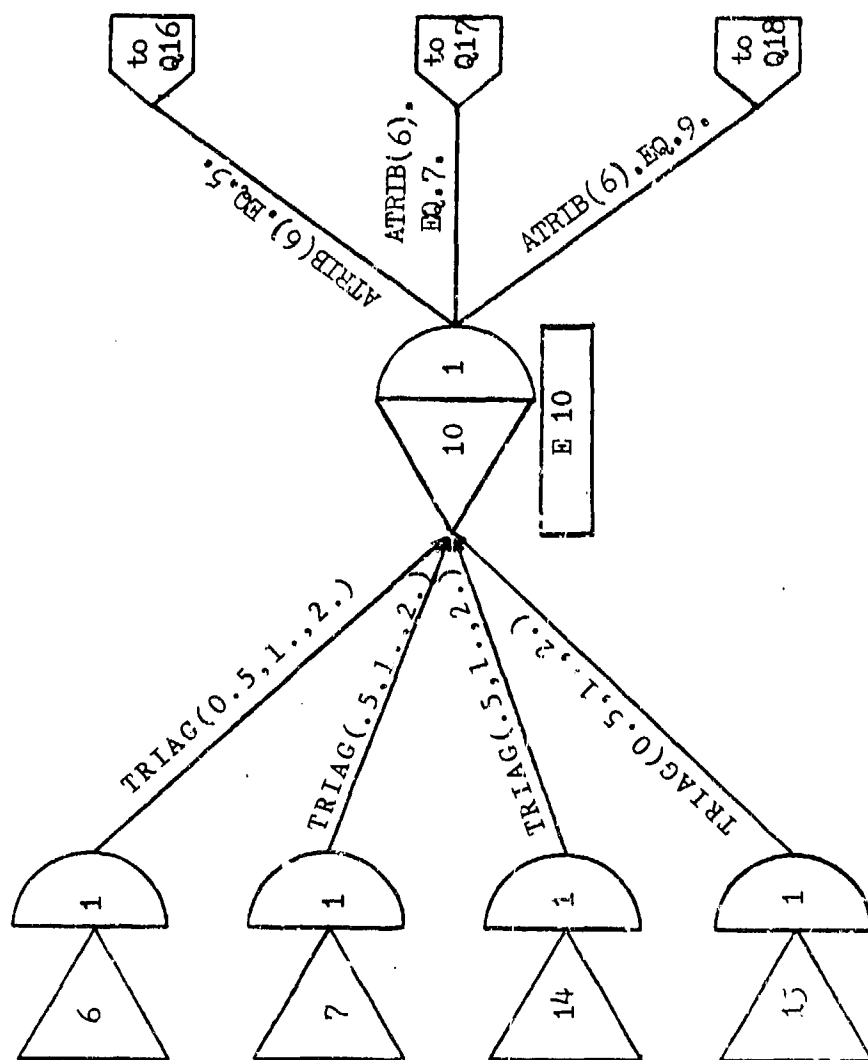 to
Q16
to
Q17
to
Q18
ATRIB(6).EQ.5.
ATRIB(6).
EQ.7.
ATRIB(6).EQ.9.
10
1
E 10
TRIAG(0.5,1.,2.)
TRIAG(.5,1.,2.)
TRIAG(.5,1.,2.)
TRIAG(0.5,1.,2.)
6
1
7
1
14
1
15
1